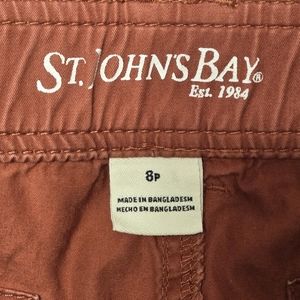 ST. JOHN'S BAY®
EST. 1984
8P
MADE IN BANGLADESH
HECHO EN BANGLADESH